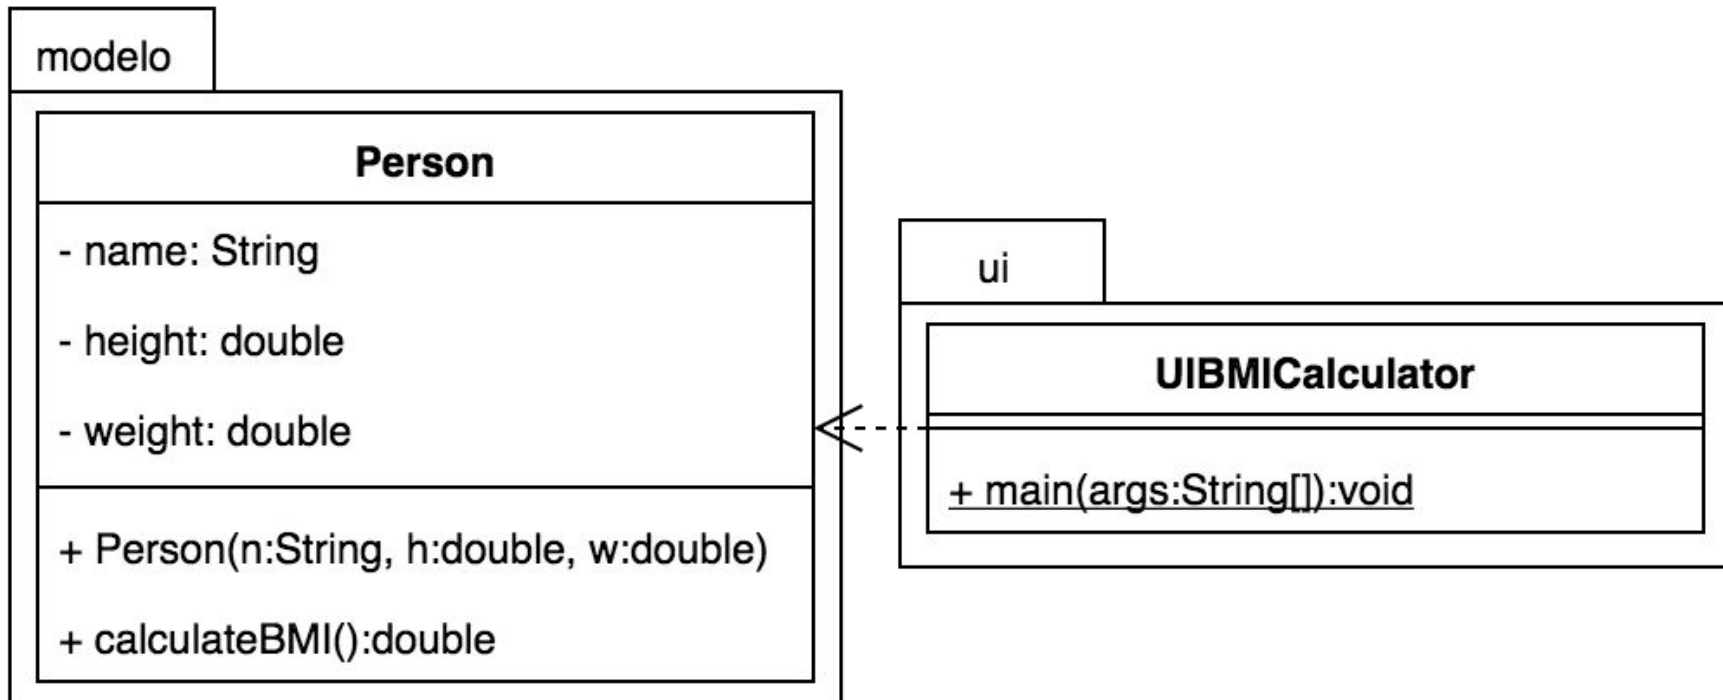 modelo
Person
- name: String
- height: double
- weight: double
+ Person(n:String, h:double, w:double)
+ calculateBMI():double
ui
UIBMICalculator
+ main(args:String[]):void